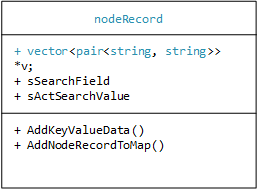 nodeRecord
+ vector<pair<string, string>>
*v;
+ sSearchField
+ sActSearchValue
+ AddKeyValueData()
+ AddNodeRecordToMap()